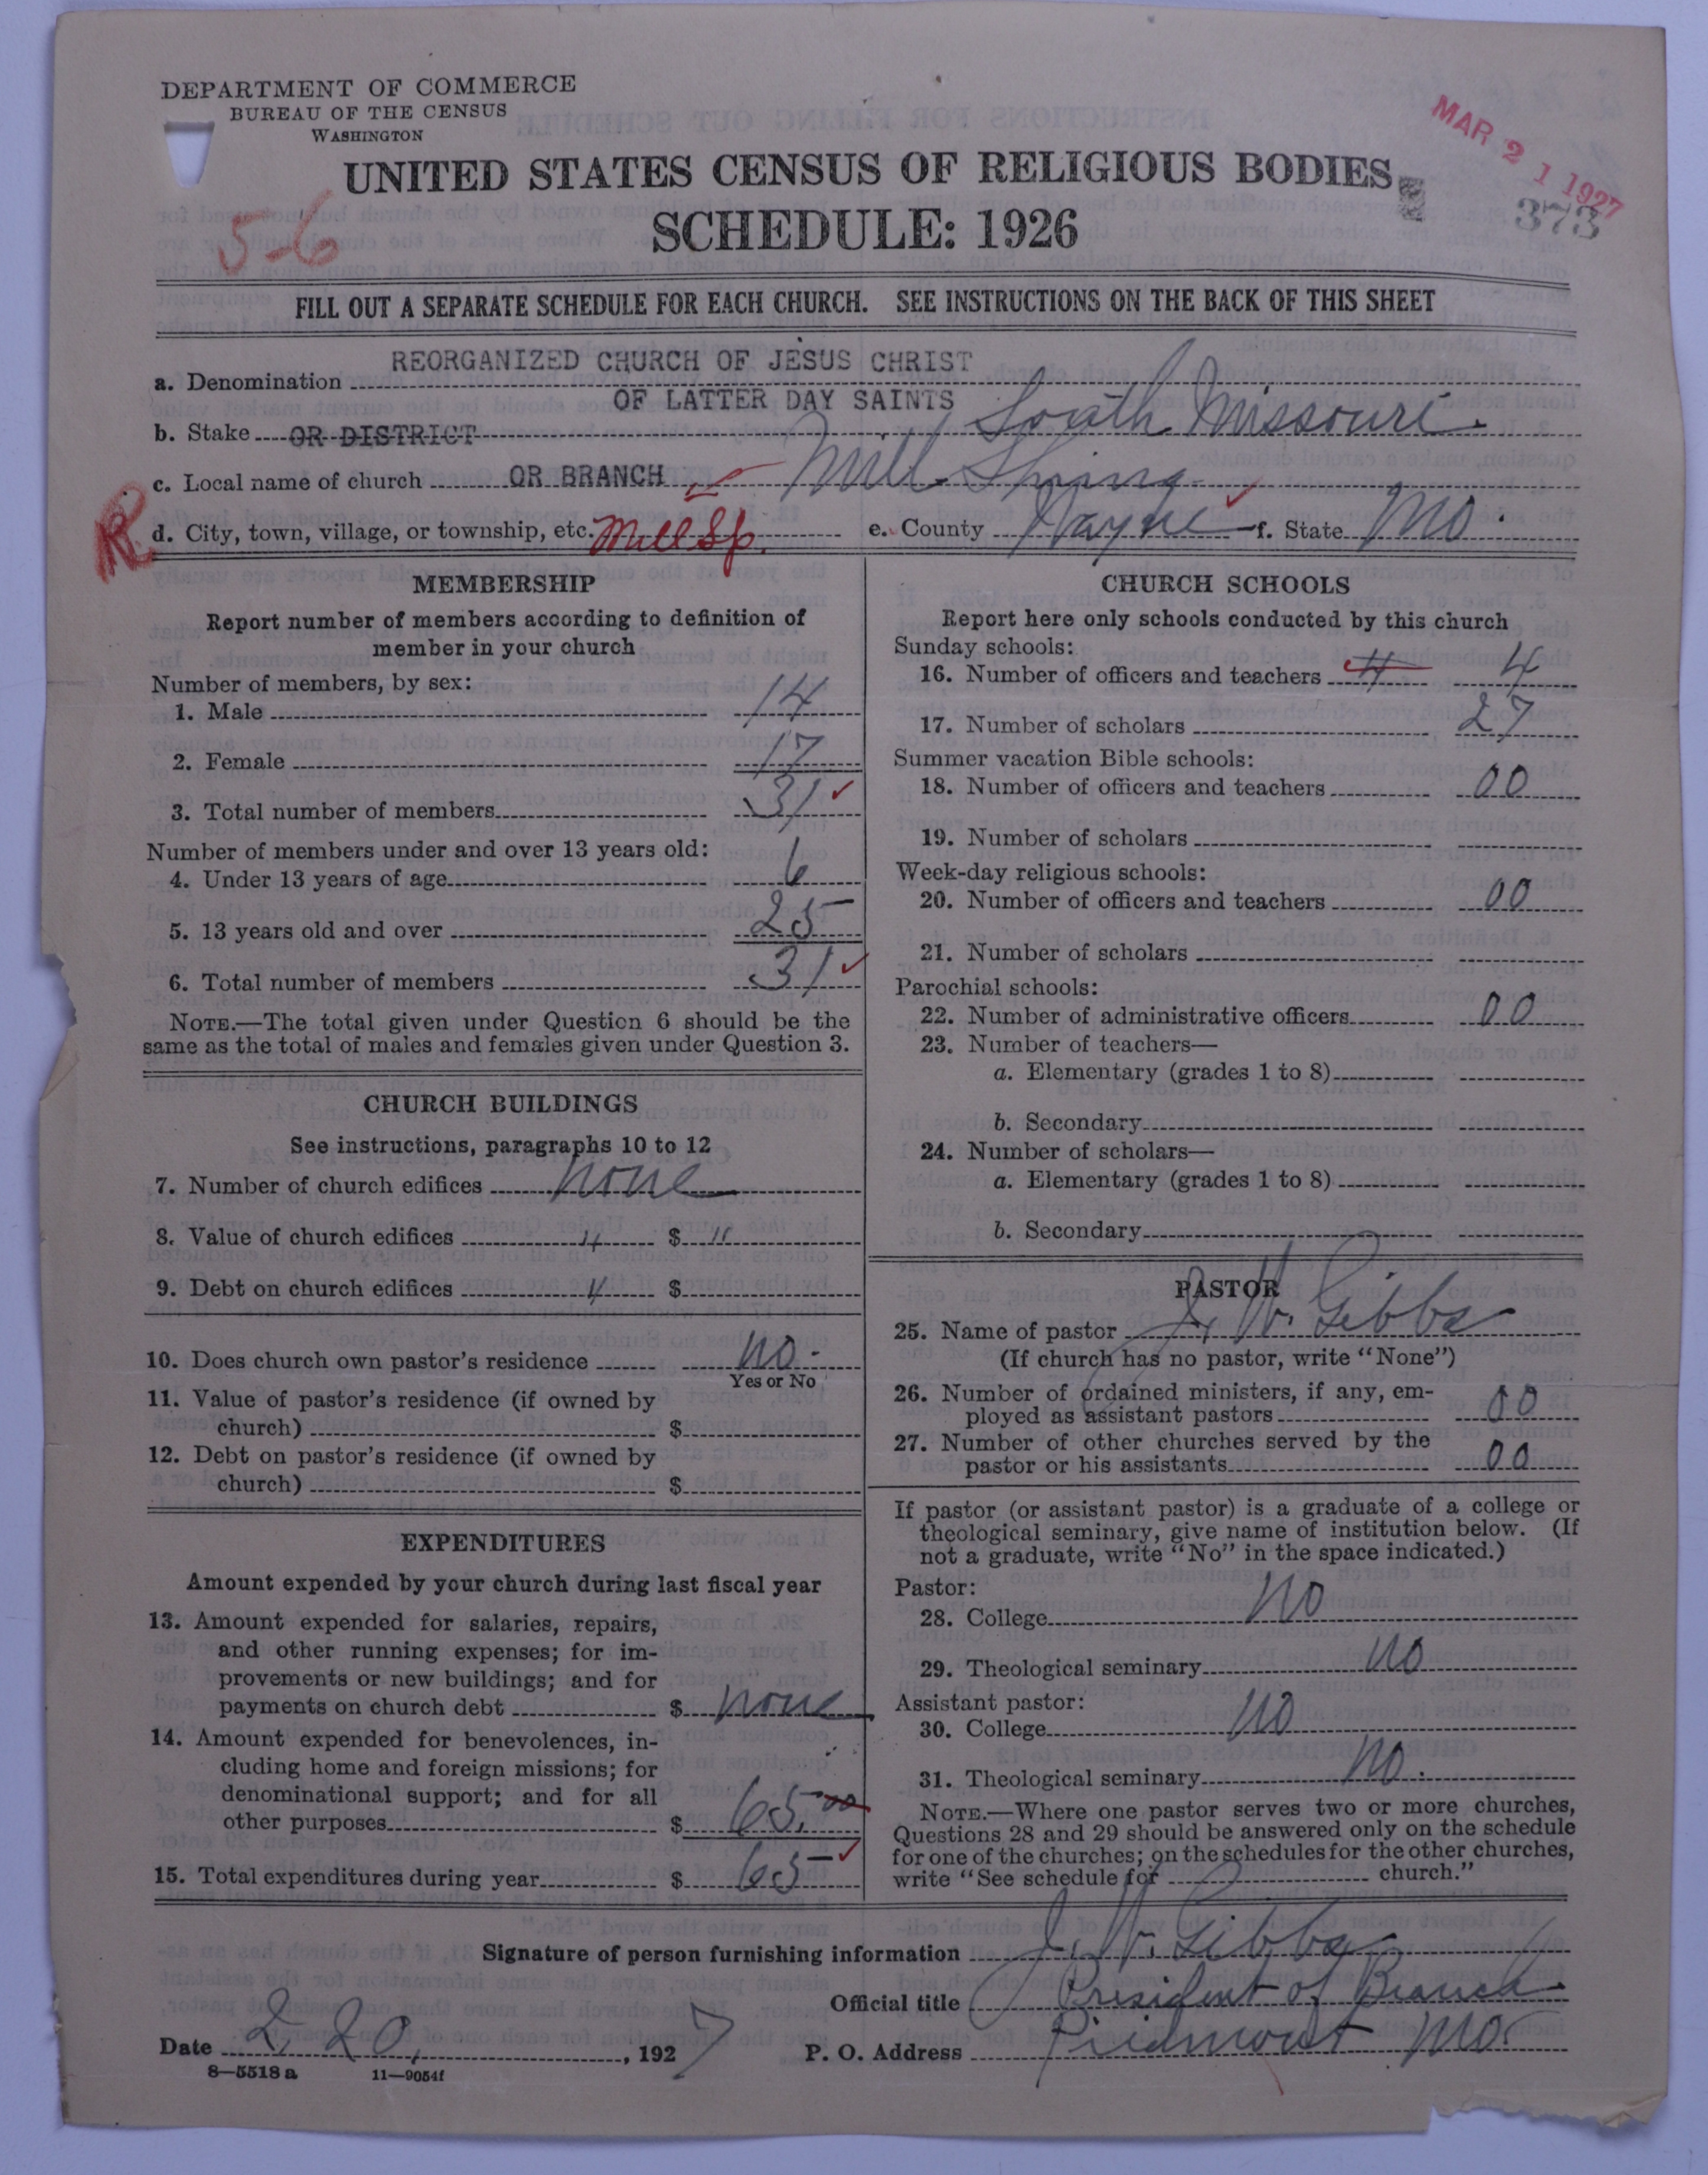 DEPARTMENT OF COMMERCE
BUREAU OF THE CENSUS
WASHINGTON
MAR 21 1927
373
UNITED STATES CENSUS OF RELIGIOUS BODIES
SCHEDULE: 1926
5-6
FILL OUT A SEPARATE SCHEDULE FOR EACH CHURCH. SEE INSTRUCTIONS ON THE BACK OF THIS SHEET
REORGANIZED CHURCH OF JESUS CHRIST
a. Denomination
OF LATTER DAY SAINTS
b. Stake OR DISTRICT South Missouri.
c. Local name of church OR BRANCH Mill Spring
R
d. City, town, village, or township, etc. Mill Sp. e. County Wayne f. State Mo.
MEMBERSHIP
Report number of members according to definition of
member in your church
Number of members, by sex:
1. Male 14
2. Female 17
3. Total number of members 31
Number of members under and over 13 years old:
4. Under 13 years of age 6
5. 13 years old and over 25
6. Total number of members 31
NOTE.—The total given under Question 6 should be the
same as the total of males and females given under Question 3.
CHURCH BUILDINGS
See instructions, paragraphs 10 to 12
7. Number of church edifices none
8. Value of church edifices " $ "
9. Debt on church edifices " $
10. Does church own pastor's residence no.
Yes or No
11. Value of pastor's residence (if owned by
church) $
12. Debt on pastor's residence (if owned by
church) $
EXPENDITURES
Amount expended by your church during last fiscal year
13. Amount expended for salaries, repairs,
and other running expenses; for im-
provements or new buildings; and for
payments on church debt $ none
14. Amount expended for benevolences, in-
cluding home and foreign missions; for
denominational support; and for all
other purposes $ 65.00
15. Total expenditures during year $ 65
CHURCH SCHOOLS
Report here only schools conducted by this church
Sunday schools:
16. Number of officers and teachers 4 4
17. Number of scholars 27
Summer vacation Bible schools:
18. Number of officers and teachers 00
19. Number of scholars
Week-day religious schools:
20. Number of officers and teachers 00
21. Number of scholars
Parochial schools:
22. Number of administrative officers 00
23. Number of teachers—
a. Elementary (grades 1 to 8)
b. Secondary
24. Number of scholars—
a. Elementary (grades 1 to 8)
b. Secondary
PASTOR
25. Name of pastor J. W. Gibbs
(If church has no pastor, write "None")
26. Number of ordained ministers, if any, em-
ployed as assistant pastors 00
27. Number of other churches served by the
pastor or his assistants 00
If pastor (or assistant pastor) is a graduate of a college or
theological seminary, give name of institution below. (If
not a graduate, write "No" in the space indicated.)
Pastor:
28. College no
29. Theological seminary no
Assistant pastor:
30. College no
31. Theological seminary no.
NOTE.—Where one pastor serves two or more churches,
Questions 28 and 29 should be answered only on the schedule
for one of the churches; on the schedules for the other churches,
write "See schedule for church."
Signature of person furnishing information J. W. Gibbs
Official title President of Branch
Date 2, 20, 1927 P. O. Address Piedmont Mo.
8—5518a 11—9054f